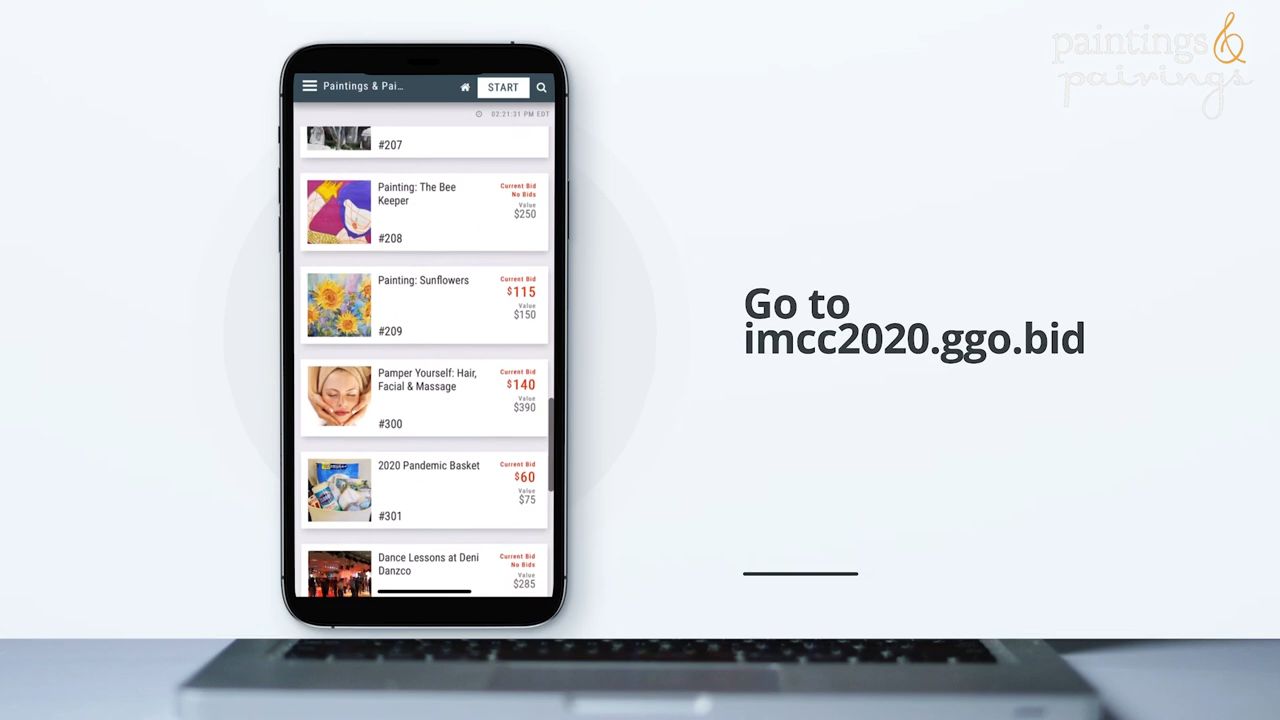 paintings &
pairings
Paintings & Pai...
START
02:21:31 PM EDT
#207
Painting: The Bee
Keeper
Current Bid
No Bids
Value
$250
#208
Painting: Sunflowers
Current Bid
$115
Value
$150
#209
Pamper Yourself: Hair,
Facial & Massage
Current Bid
$140
Value
$390
#300
2020 Pandemic Basket
Current Bid
$60
Value
$75
#301
Dance Lessons at Deni
Danzco
Current Bid
No Bids
Value
$285
Go to
imcc2020.ggo.bid